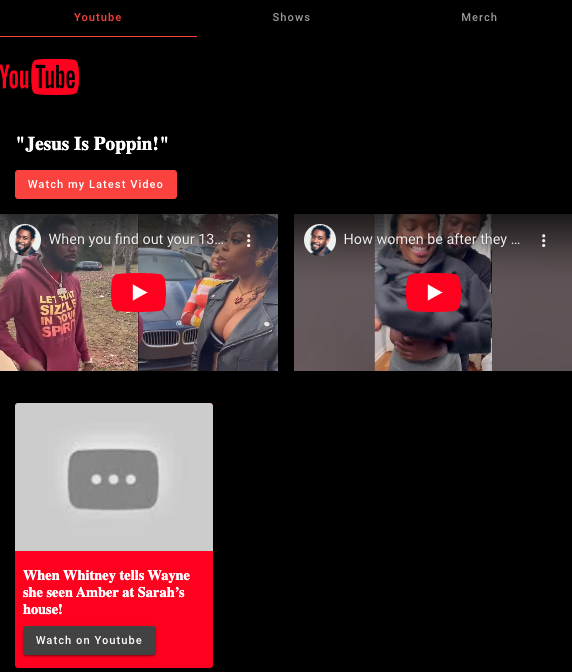 Youtube Shows Merch
YouTube
"Jesus Is Poppin!"
Watch my Latest Video
When you find out your 13...
How women be after they ...
LET THAT
SIZZLE
IN YOUR
SPIRIT
When Whitney tells Wayne
she seen Amber at Sarah's
house!
Watch on Youtube